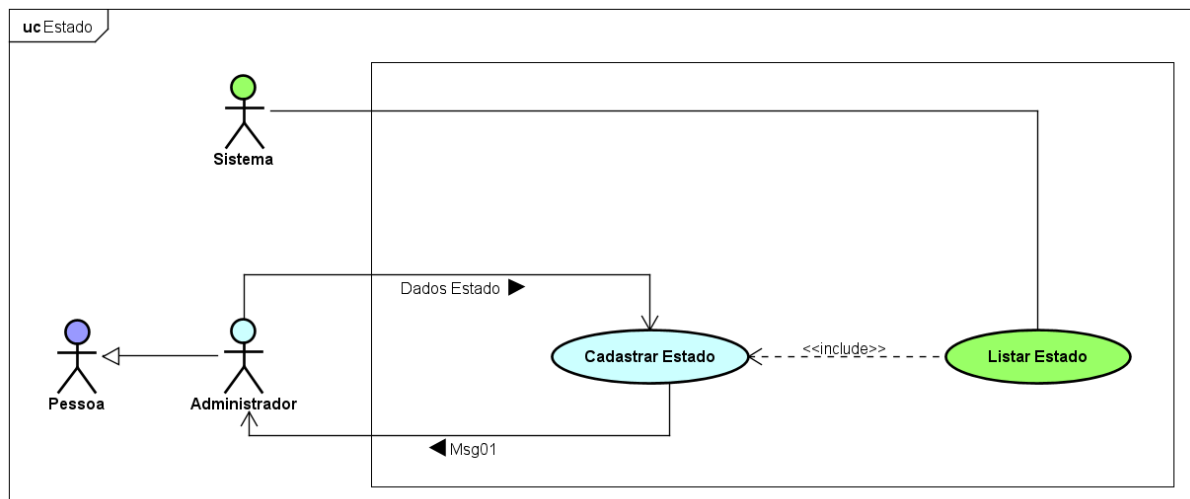 uc Estado
Sistema
Dados Estado
Cadastrar Estado
<<include>>
Listar Estado
Pessoa
Administrador
Msg01